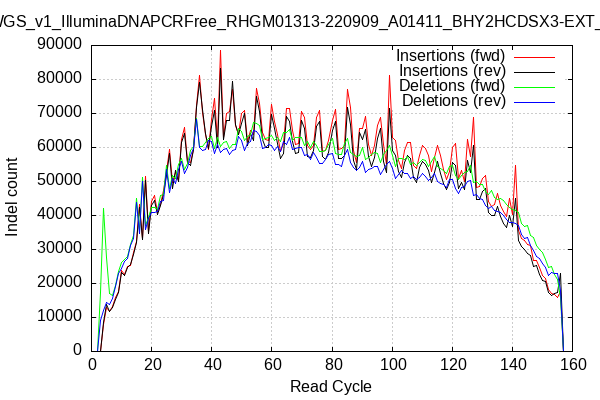 WGS_v1_IlluminaDNAPCRFree_RHGM01313-220909_A01411_BHY2HCDSX3-EXT_
90000
80000
70000
60000
50000
40000
30000
20000
10000
0
Indel count
Insertions (fwd)
Insertions (rev)
Deletions (fwd)
Deletions (rev)
0 20 40 60 80 100 120 140 160
Read Cycle